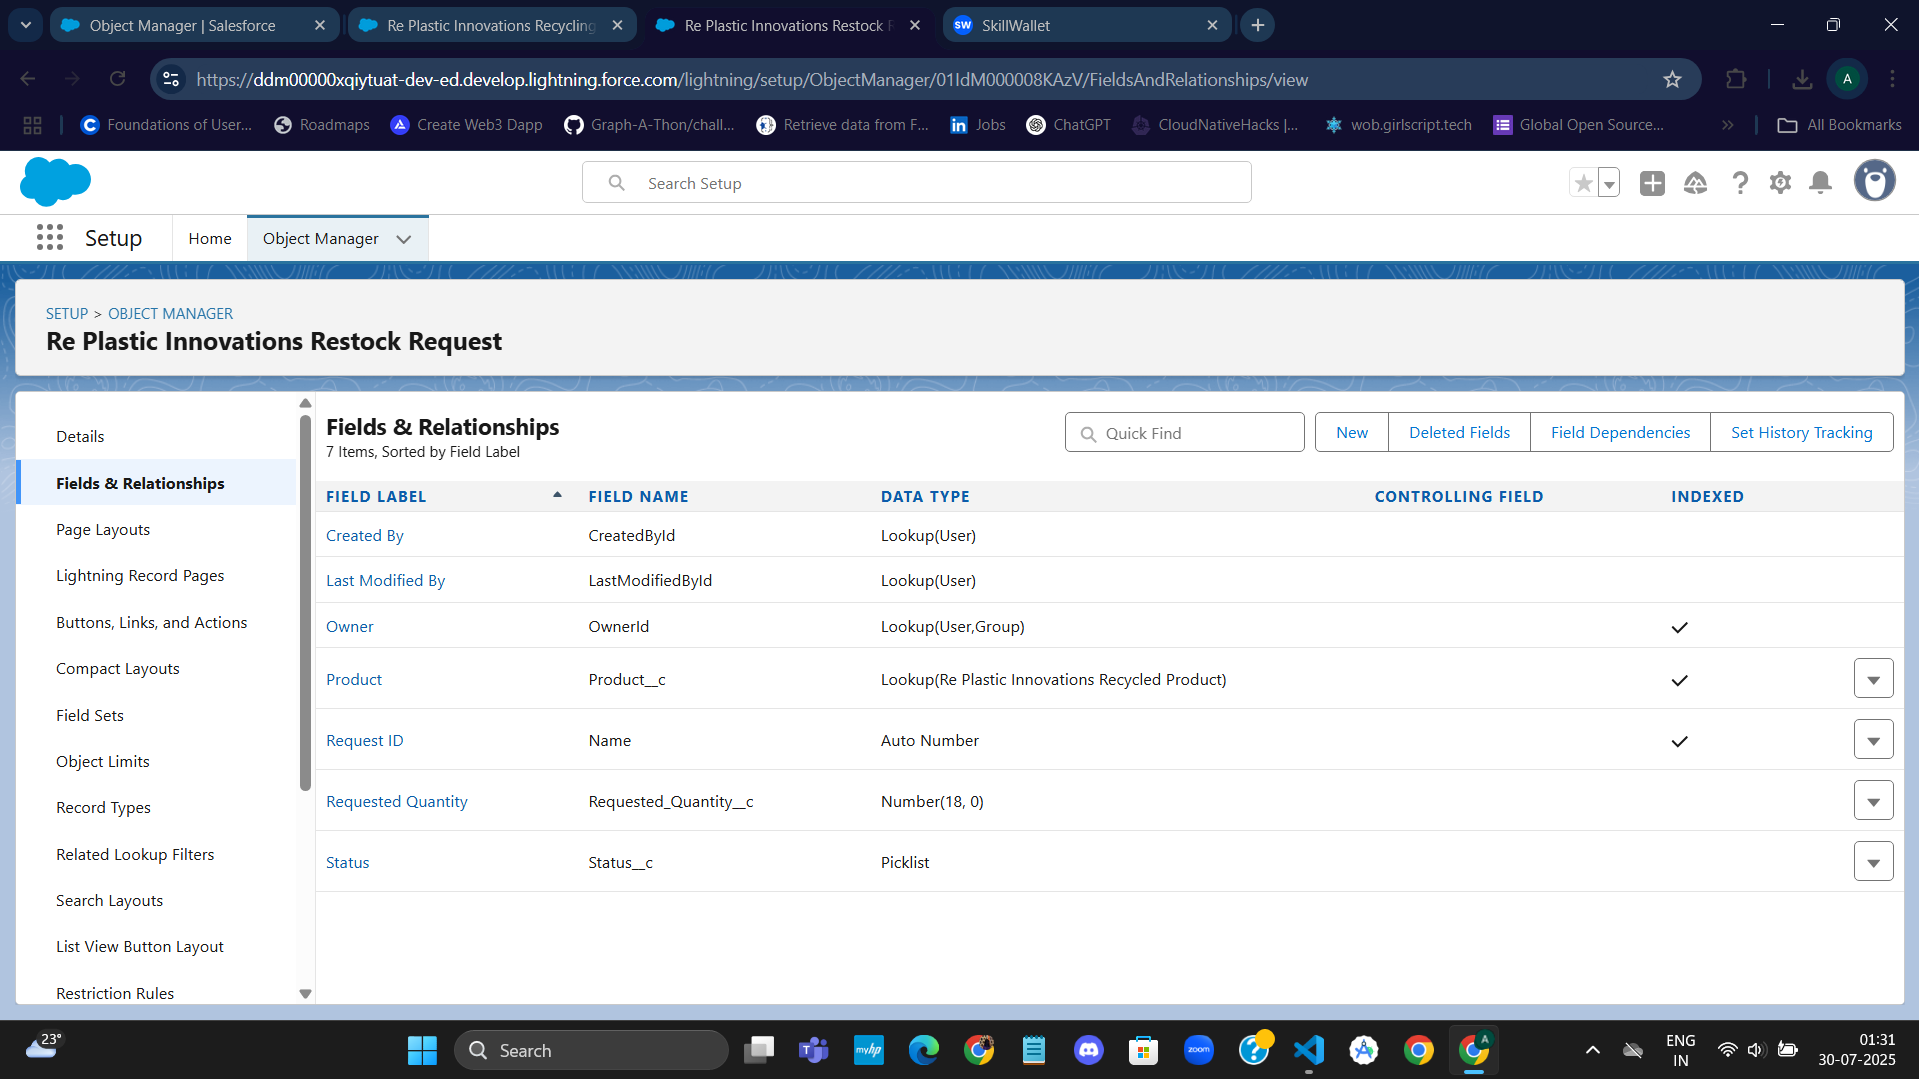 Object Manager | Salesforce
Re Plastic Innovations Recycling
Re Plastic Innovations Restock
SkillWallet
https://ddm00000xqiytuat-dev-ed.develop.lightning.force.com/lightning/setup/ObjectManager/01IdM000008KAzV/FieldsAndRelationships/view
A
Foundations of User...
Roadmaps
Create Web3 Dapp
Graph-A-Thon/chall...
Retrieve data from F...
Jobs
ChatGPT
CloudNativeHacks |...
wob.girlscript.tech
Global Open Source...
All Bookmarks
Search Setup
Setup
Home
Object Manager
SETUP > OBJECT MANAGER
Re Plastic Innovations Restock Request
Details
Fields & Relationships
Page Layouts
Lightning Record Pages
Buttons, Links, and Actions
Compact Layouts
Field Sets
Object Limits
Record Types
Related Lookup Filters
Search Layouts
List View Button Layout
Restriction Rules
Fields & Relationships
7 Items, Sorted by Field Label
Quick Find
New
Deleted Fields
Field Dependencies
Set History Tracking
FIELD LABEL FIELD NAME DATA TYPE CONTROLLING FIELD INDEXED
Created By CreatedById Lookup(User)
Last Modified By LastModifiedById Lookup(User)
Owner OwnerId Lookup(User,Group)
Product Product__c Lookup(Re Plastic Innovations Recycled Product)
Request ID Name Auto Number
Requested Quantity Requested_Quantity__c Number(18, 0)
Status Status__c Picklist
23°
Search
myhp
zoom
A
ENG
IN
01:31
30-07-2025